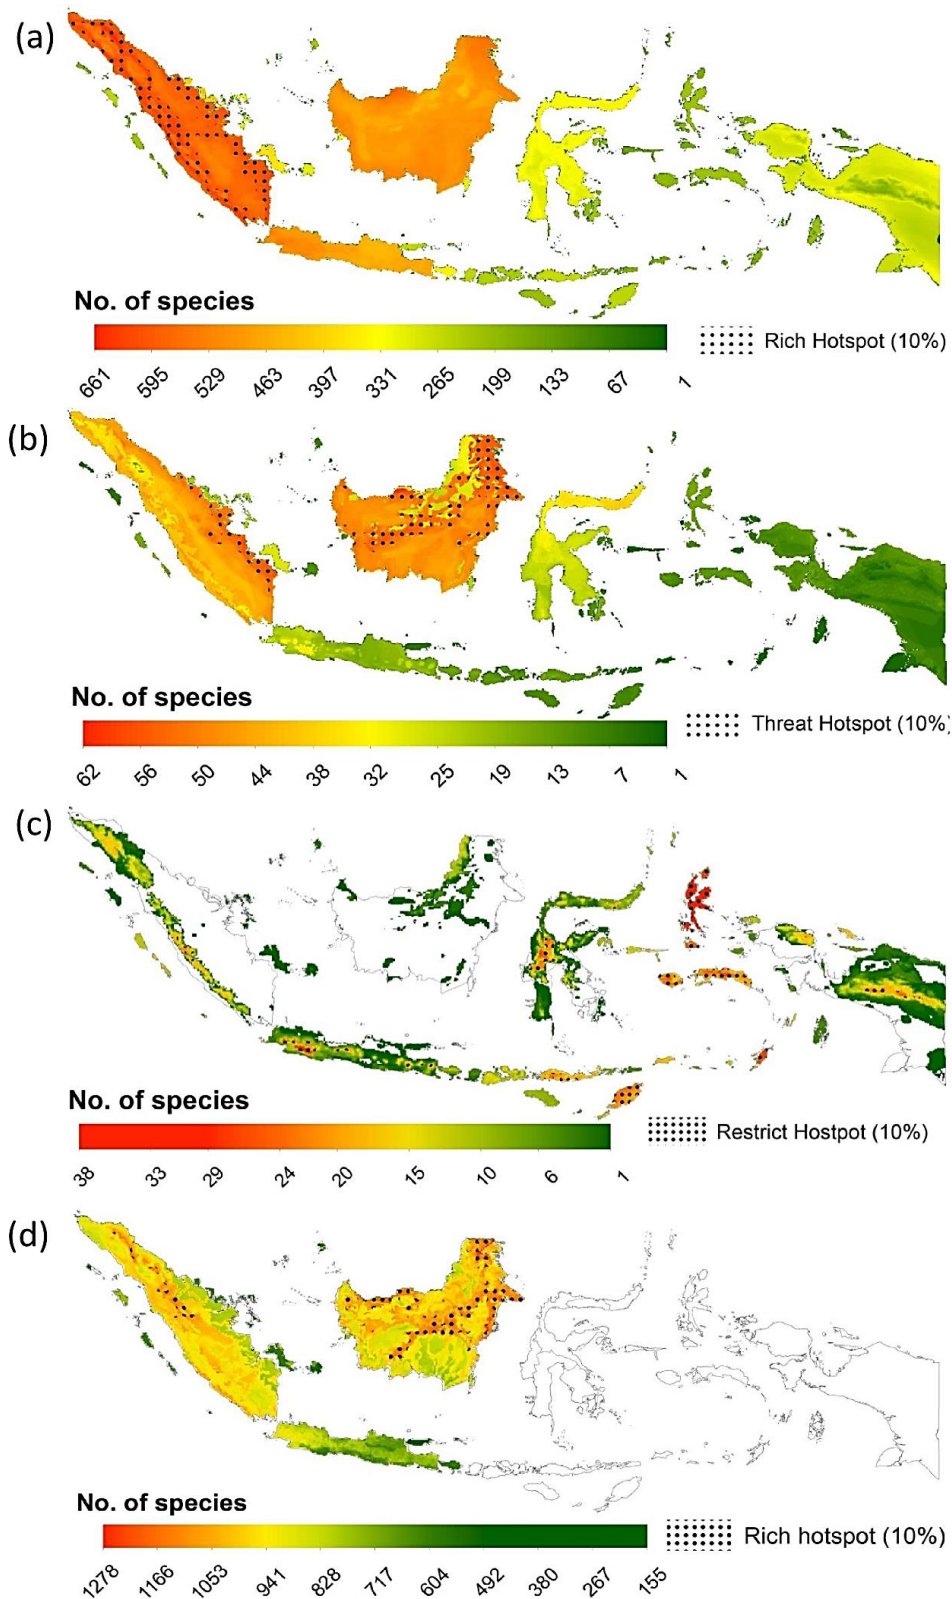 (a)
No. of species
Rich Hotspot (10%)
661 595 529 463 397 331 265 199 133 67 1
(b)
No. of species
Threat Hotspot (10%)
62 56 50 44 38 32 25 19 13 7 1
(c)
No. of species
Restrict Hostpot (10%)
38 33 29 24 20 15 10 6 1
(d)
No. of species
Rich hotspot (10%)
1278 1166 1053 941 828 717 604 492 380 267 155